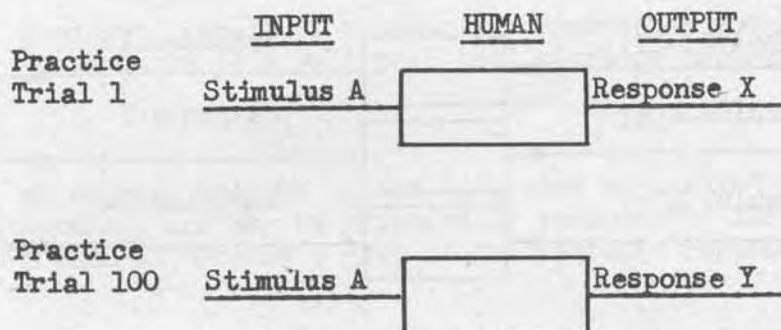 INPUT HUMAN OUTPUT
Practice
Trial 1 Stimulus A Response X
Practice
Trial 100 Stimulus A Response Y